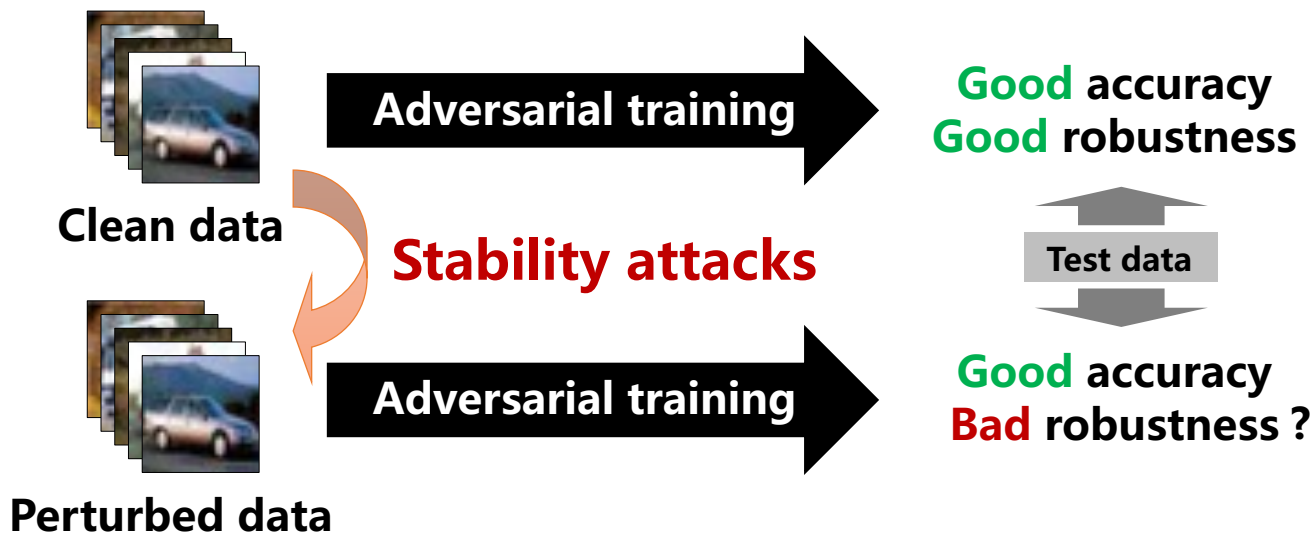 Clean data
Adversarial training
Good accuracy
Good robustness
Stability attacks
Test data
Perturbed data
Adversarial training
Good accuracy
Bad robustness ?